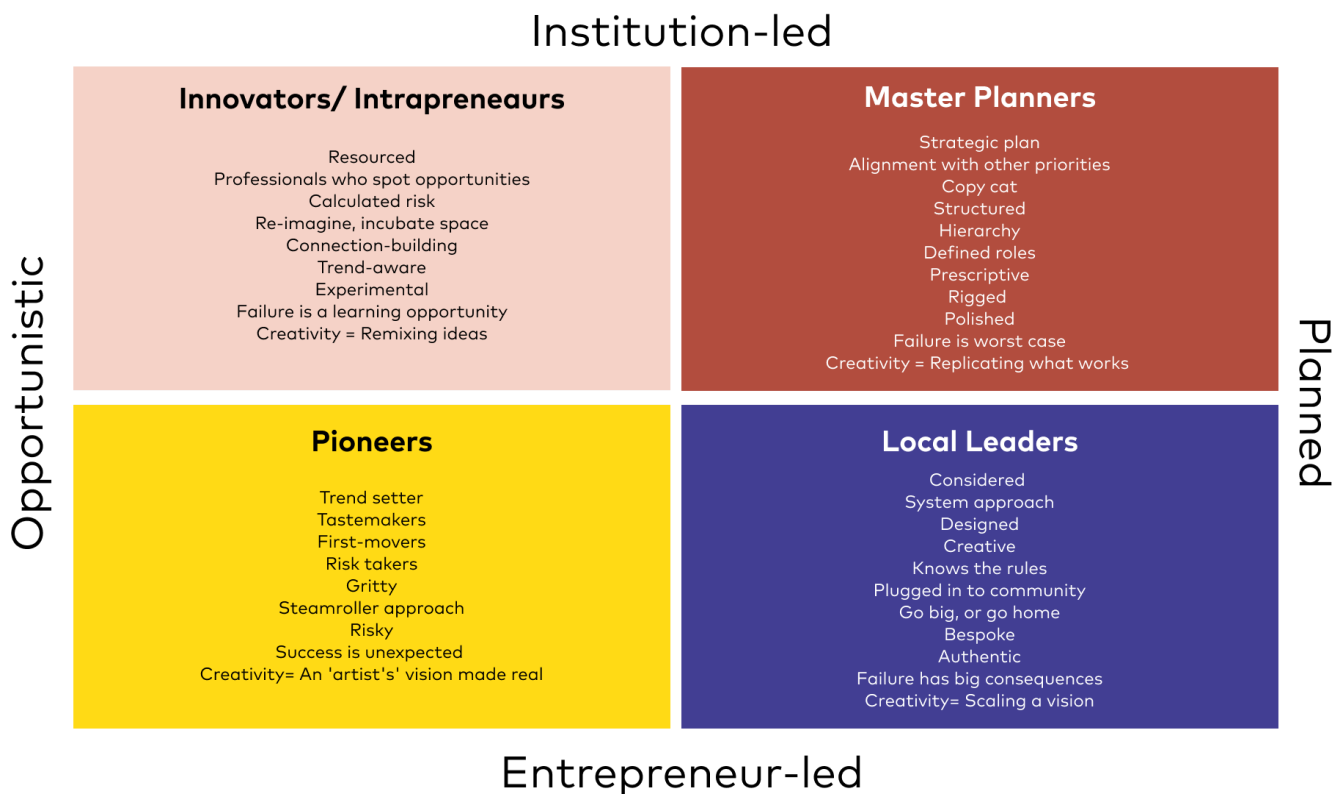 Institution-led
Innovators/ Intrapreneaurs
Resourced
Professionals who spot opportunities
Calculated risk
Re-imagine, incubate space
Connection-building
Trend-aware
Experimental
Failure is a learning opportunity
Creativity = Remixing ideas
Master Planners
Strategic plan
Alignment with other priorities
Copy cat
Structured
Hierarchy
Defined roles
Prescriptive
Rigged
Polished
Failure is worst case
Creativity = Replicating what works
Opportunistic
Planned
Pioneers
Trend setter
Tastemakers
First-movers
Risk takers
Gritty
Steamroller approach
Risky
Success is unexpected
Creativity= An 'artist's' vision made real
Local Leaders
Considered
System approach
Designed
Creative
Knows the rules
Plugged in to community
Go big, or go home
Bespoke
Authentic
Failure has big consequences
Creativity= Scaling a vision
Entrepreneur-led